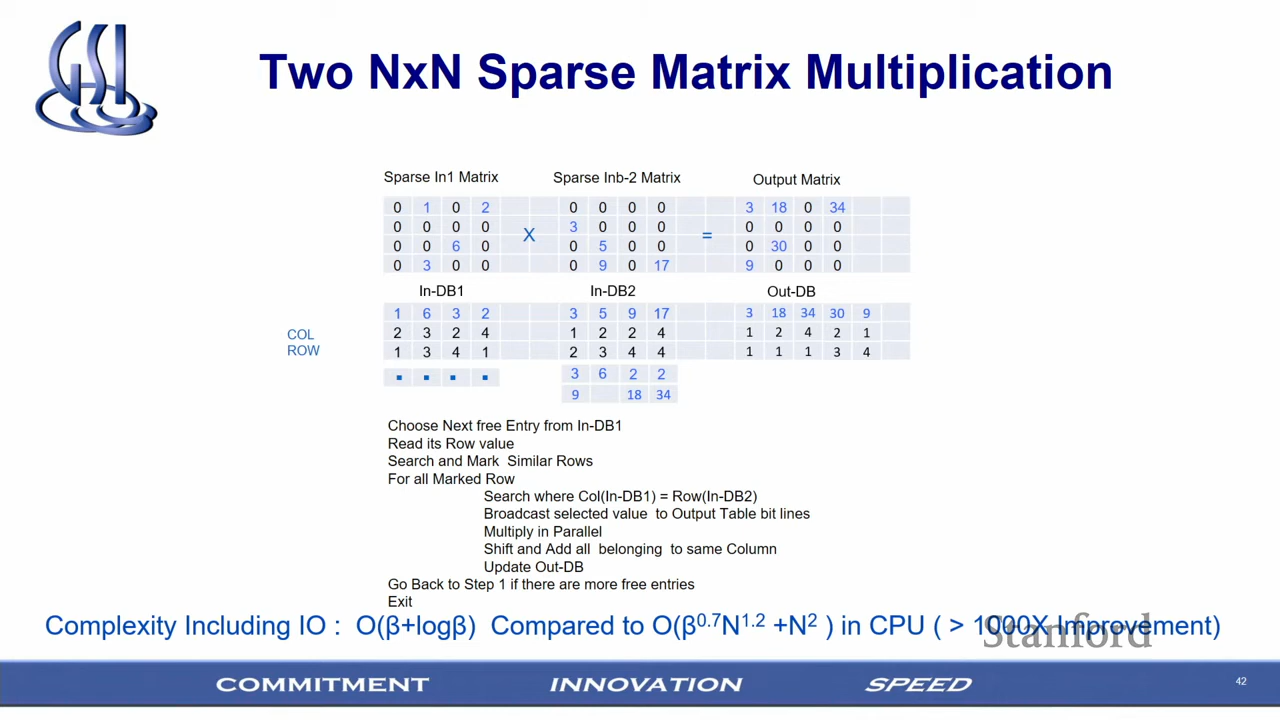 GSI
Two NxN Sparse Matrix Multiplication
Sparse In1 Matrix Sparse Inb-2 Matrix Output Matrix
0 1 0 2 0 0 0 0 3 18 0 34
0 0 0 0 3 0 0 0 0 0 0 0
X =
0 0 6 0 0 5 0 0 0 30 0 0
0 3 0 0 0 9 0 17 9 0 0 0
In-DB1 In-DB2 Out-DB
1 6 3 2 3 5 9 17 3 18 34 30 9
COL 2 3 2 4 1 2 2 4 1 2 4 2 1
ROW 1 3 4 1 2 3 4 4 1 1 1 3 4
3 6 2 2
9 18 34
Choose Next free Entry from In-DB1
Read its Row value
Search and Mark Similar Rows
For all Marked Row
Search where Col(In-DB1) = Row(In-DB2)
Broadcast selected value to Output Table bit lines
Multiply in Parallel
Shift and Add all belonging to same Column
Update Out-DB
Go Back to Step 1 if there are more free entries
Exit
Complexity Including IO : O(β+logβ) Compared to O(β^0.7N^1.2 +N^2 ) in CPU ( > 1000X Improvement)
Stanford
COMMITMENT INNOVATION SPEED 42